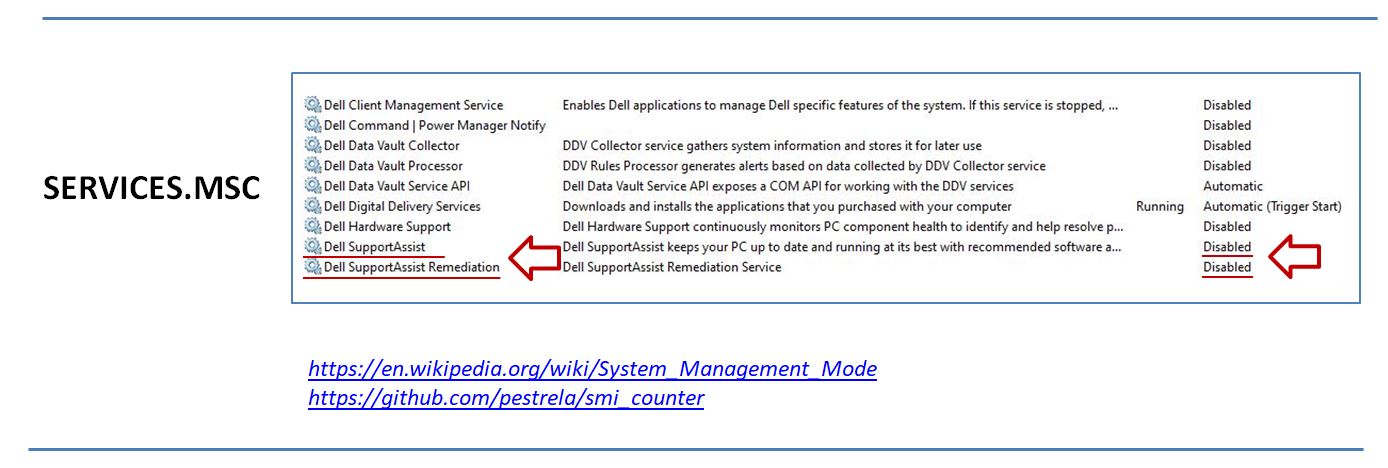 SERVICES.MSC
Dell Client Management Service Enables Dell applications to manage Dell specific features of the system. If this service is stopped, ... Disabled
Dell Command | Power Manager Notify Disabled
Dell Data Vault Collector DDV Collector service gathers system information and stores it for later use Disabled
Dell Data Vault Processor DDV Rules Processor generates alerts based on data collected by DDV Collector service Disabled
Dell Data Vault Service API Dell Data Vault Service API exposes a COM API for working with the DDV services Automatic
Dell Digital Delivery Services Downloads and installs the applications that you purchased with your computer Running Automatic (Trigger Start)
Dell Hardware Support Dell Hardware Support continuously monitors PC component health to identify and help resolve p... Disabled
Dell SupportAssist Dell SupportAssist keeps your PC up to date and running at its best with recommended software a... Disabled
Dell SupportAssist Remediation Dell SupportAssist Remediation Service Disabled
https://en.wikipedia.org/wiki/System_Management_Mode
https://github.com/pestrela/smi_counter